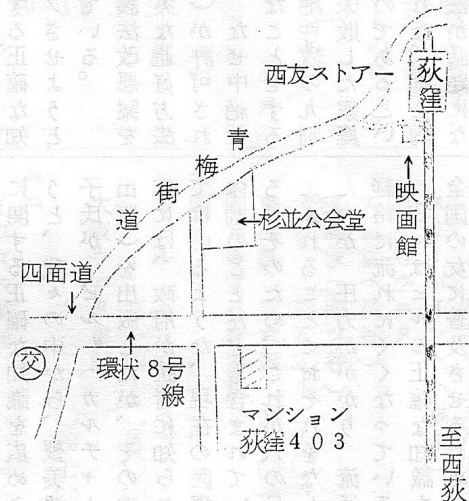 西友ストアー
荻窪
青梅街道
映画館
杉並公会堂
四面道
交
環状8号線
マンション
荻窪403
至西荻